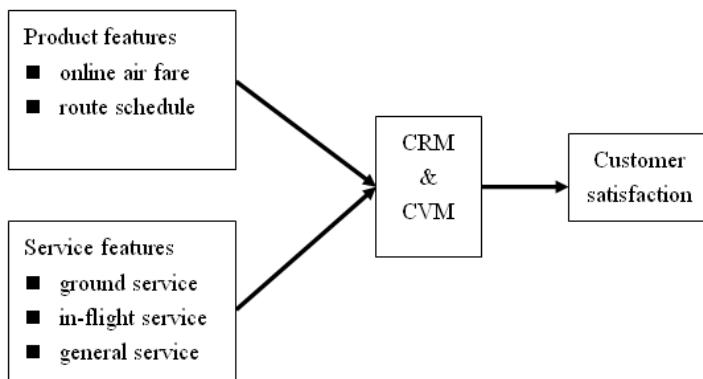 Product features
■ online air fare
■ route schedule
Service features
■ ground service
■ in-flight service
■ general service
CRM
&
CVM
Customer
satisfaction